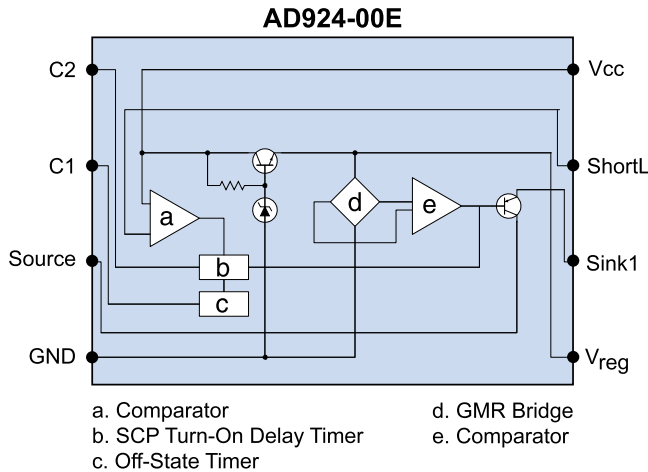 AD924-00E
C2
Vcc
C1
ShortL
a
d
e
Source
b
Sink1
c
GND
Vreg
a. Comparator
d. GMR Bridge
b. SCP Turn-On Delay Timer
e. Comparator
c. Off-State Timer